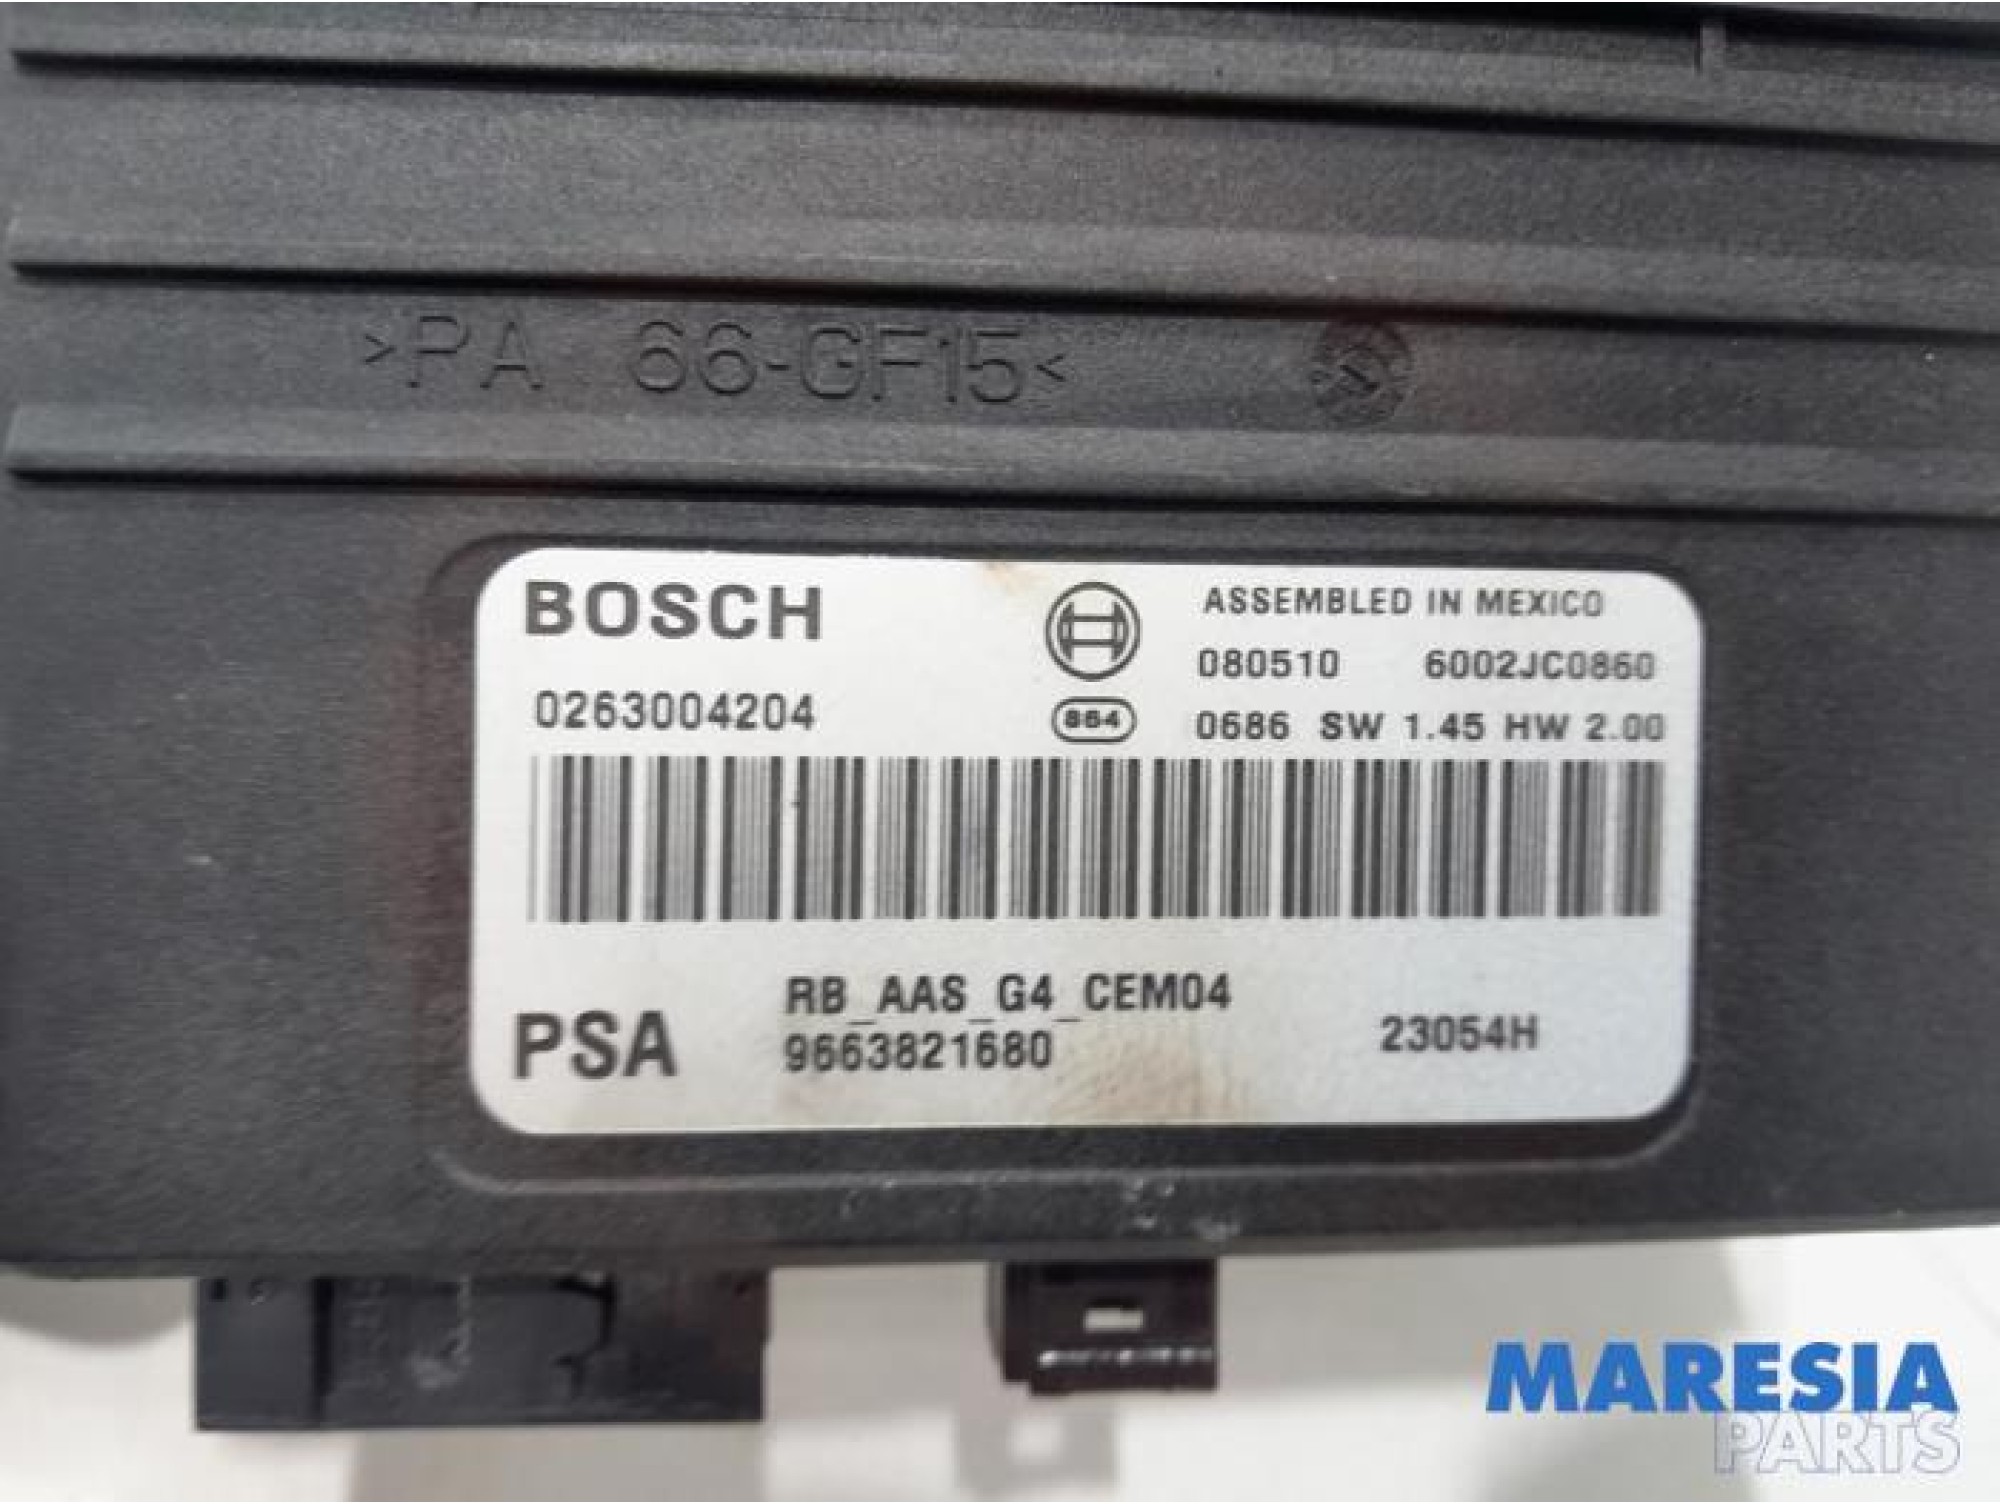 >PA 66-GF15<
BOSCH
ASSEMBLED IN MEXICO
080510 6002JC0860
0263004204
864
0686 SW 1.45 HW 2.00
RB_AAS_G4_CEM04
PSA
9663821680
23054H
MARESIA
PARTS